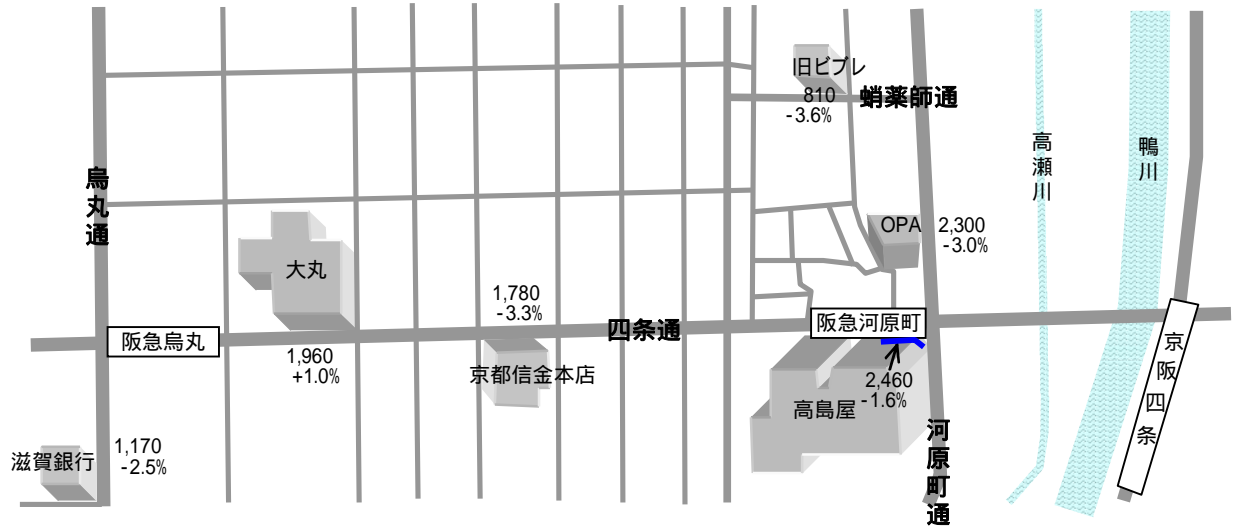 旧ビブレ
810
-3.6%
蛸薬師通
高瀬川
鴨川
烏丸通
OPA
2,300
-3.0%
大丸
1,780
-3.3%
四条通
阪急河原町
阪急烏丸
1,960
+1.0%
京都信金本店
2,460
-1.6%
高島屋
京阪四条
河原町通
滋賀銀行
1,170
-2.5%